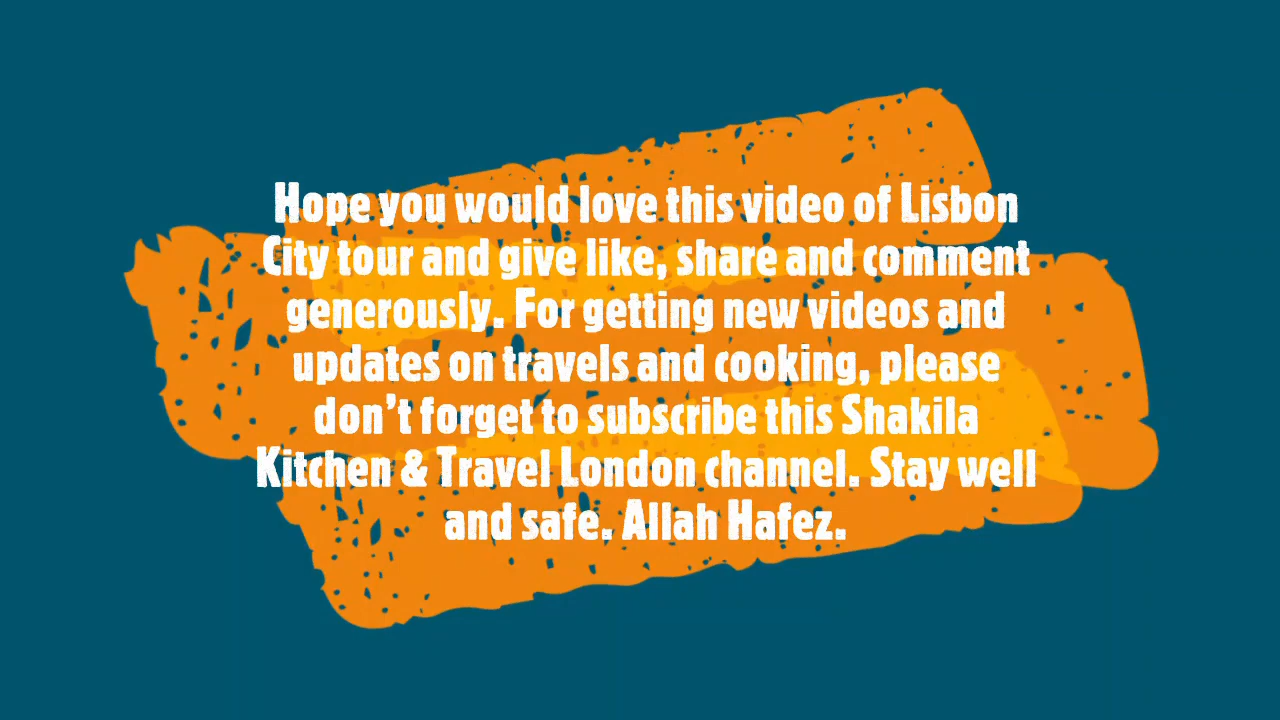 Hope you would love this video of Lisbon
City tour and give like, share and comment
generously. For getting new videos and
updates on travels and cooking, please
don't forget to subscribe this Shakila
Kitchen & Travel London channel. Stay well
and safe. Allah Hafez.